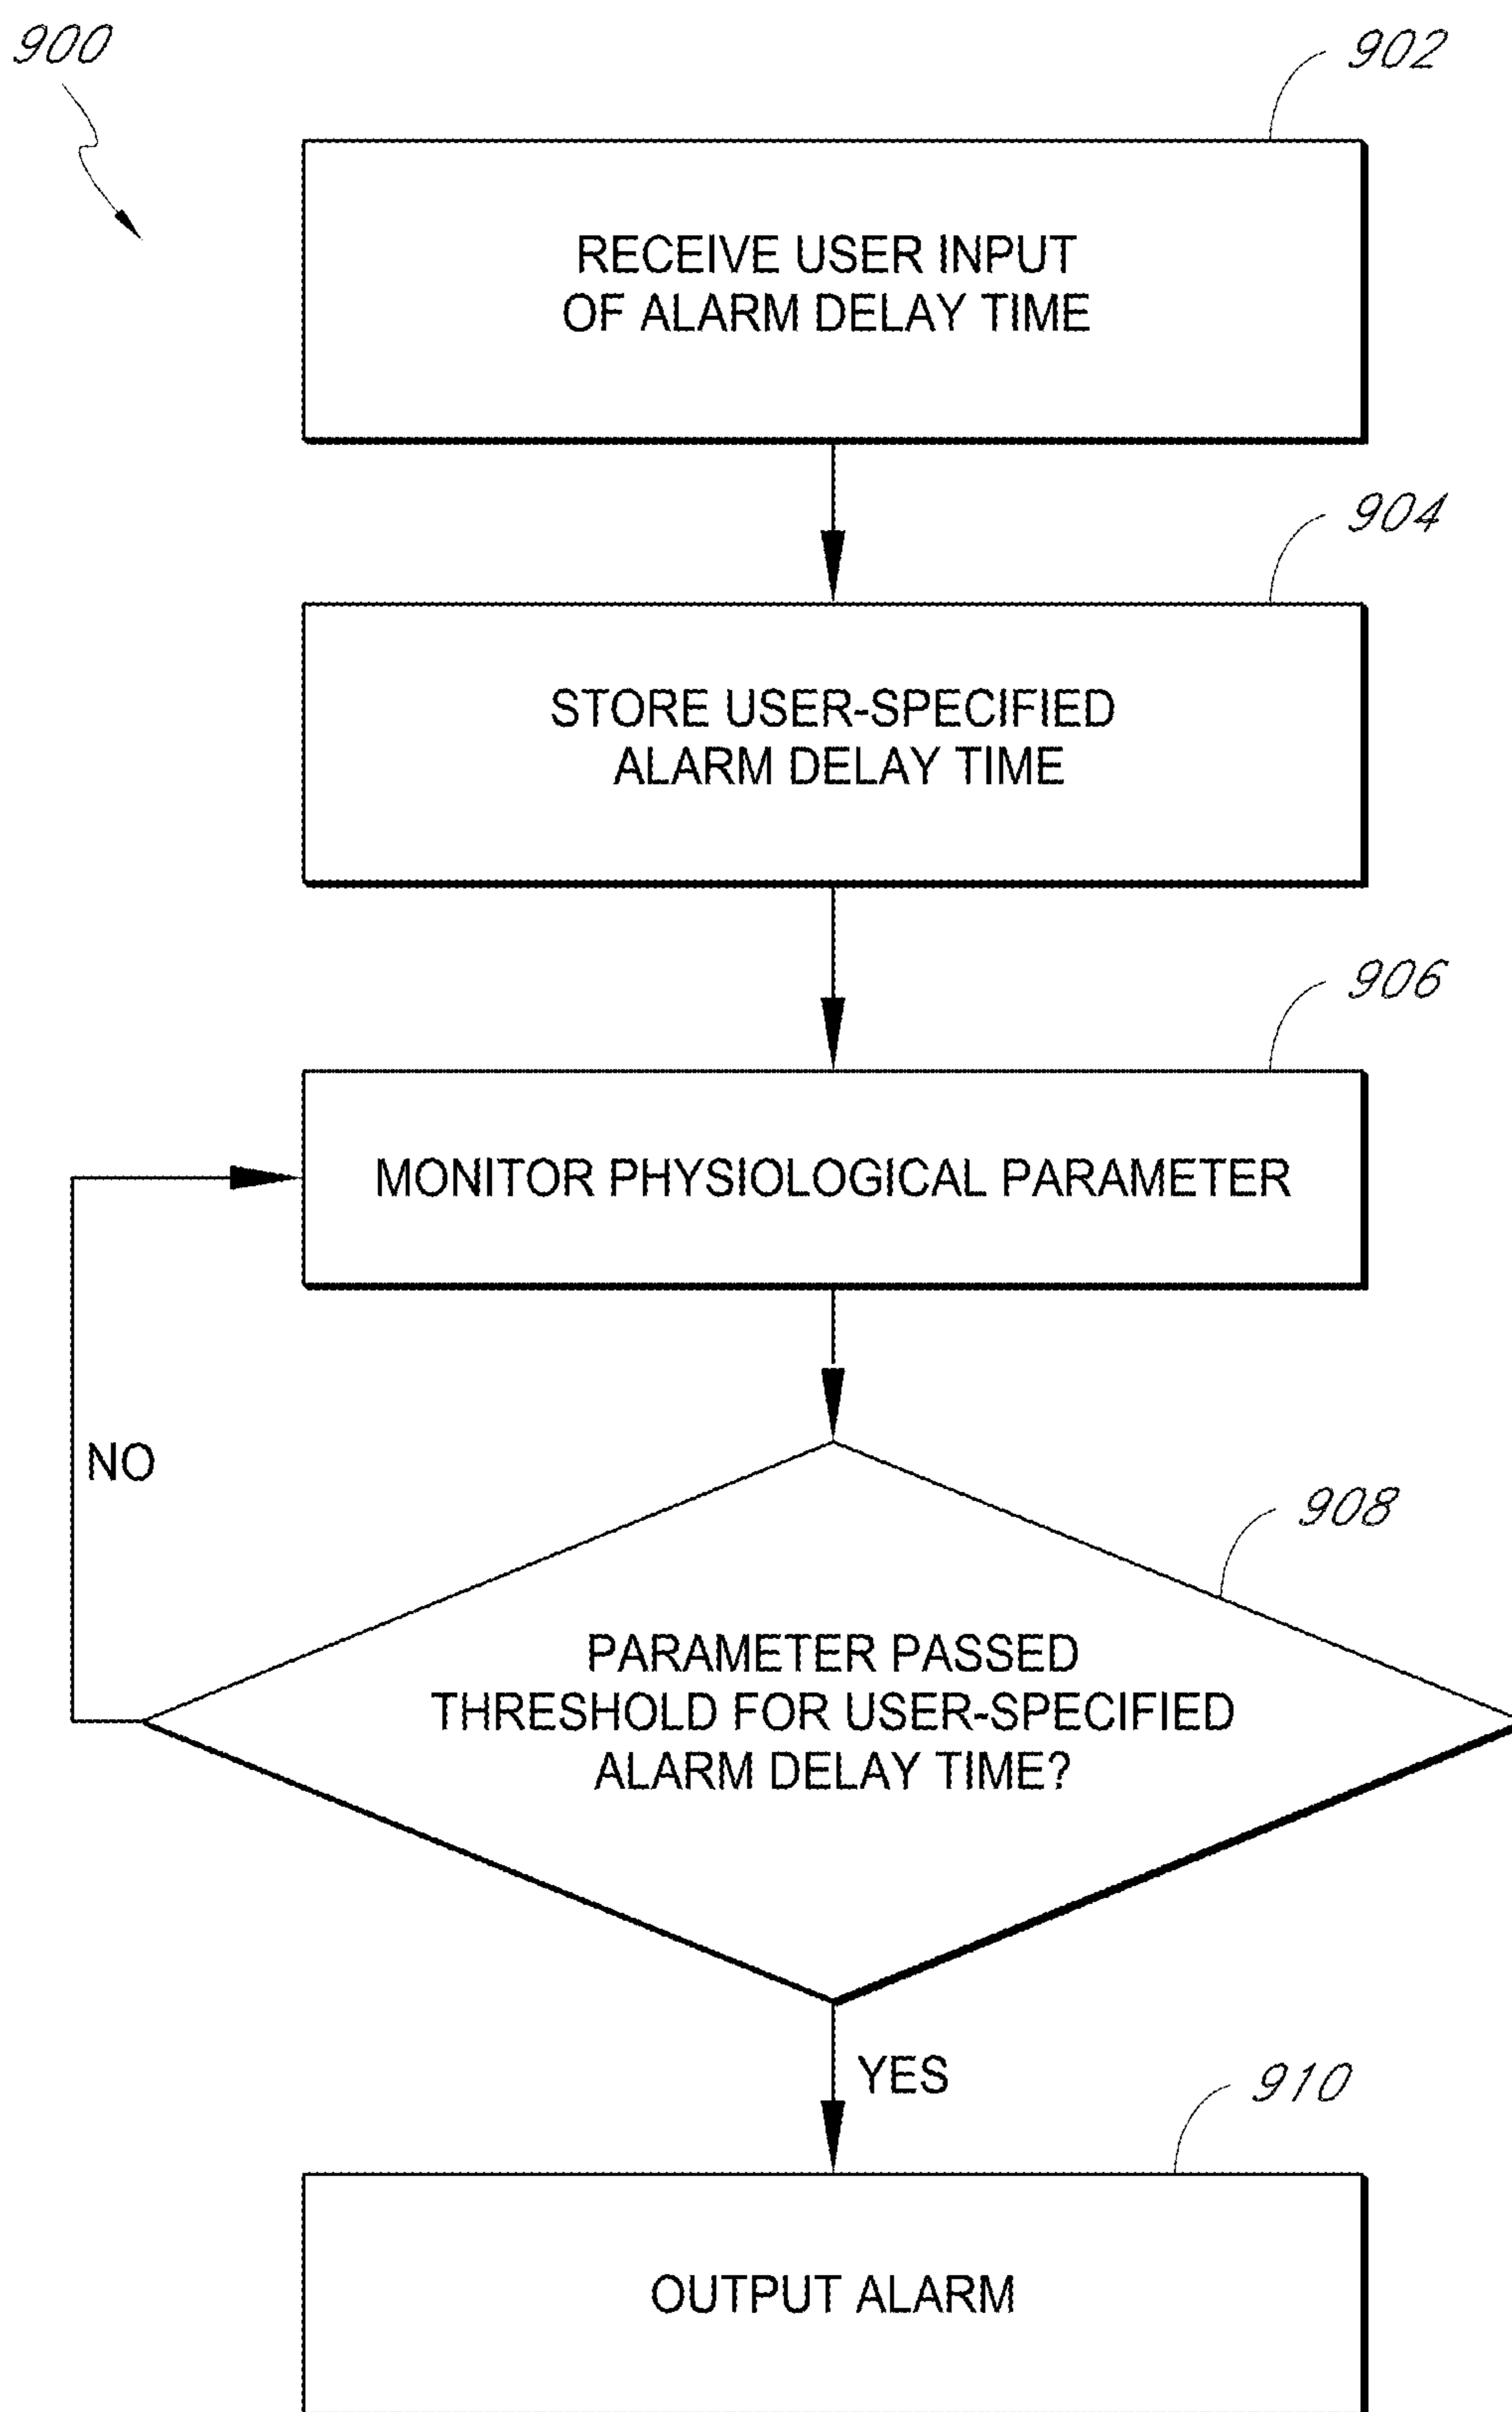 900
902
RECEIVE USER INPUT
OF ALARM DELAY TIME
904
STORE USER-SPECIFIED
ALARM DELAY TIME
906
MONITOR PHYSIOLOGICAL PARAMETER
NO
908
PARAMETER PASSED
THRESHOLD FOR USER-SPECIFIED
ALARM DELAY TIME?
YES
910
OUTPUT ALARM